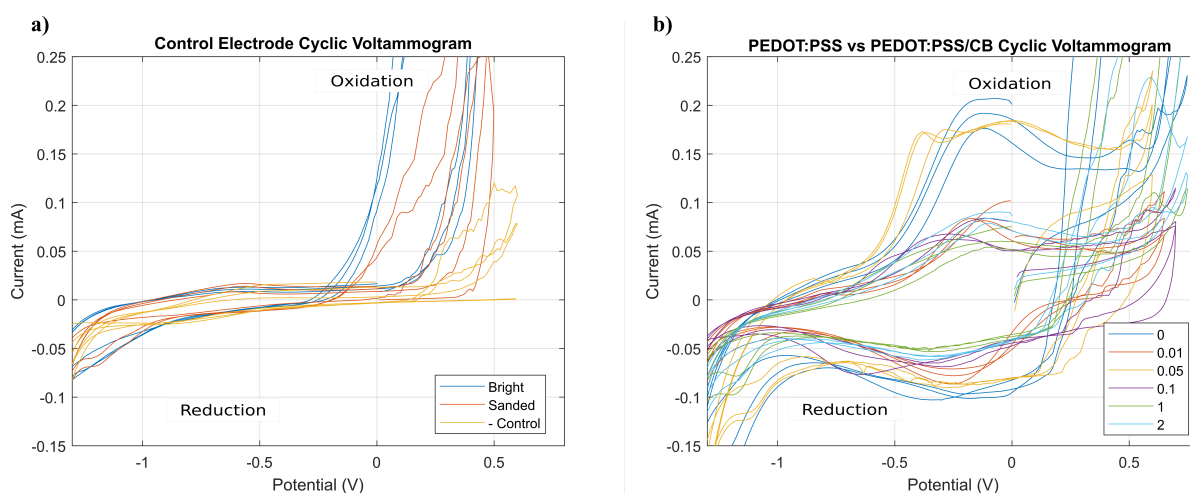 a)
Control Electrode Cyclic Voltammogram
Oxidation
Reduction
Current (mA)
0.25
0.2
0.15
0.1
0.05
0
-0.05
-0.1
-0.15
-1
-0.5
0
0.5
Potential (V)
Bright
Sanded
- Control
b)
PEDOT:PSS vs PEDOT:PSS/CB Cyclic Voltammogram
Oxidation
Reduction
Current (mA)
0.25
0.2
0.15
0.1
0.05
0
-0.05
-0.1
-0.15
-1
-0.5
0
0.5
Potential (V)
0
0.01
0.05
0.1
1
2